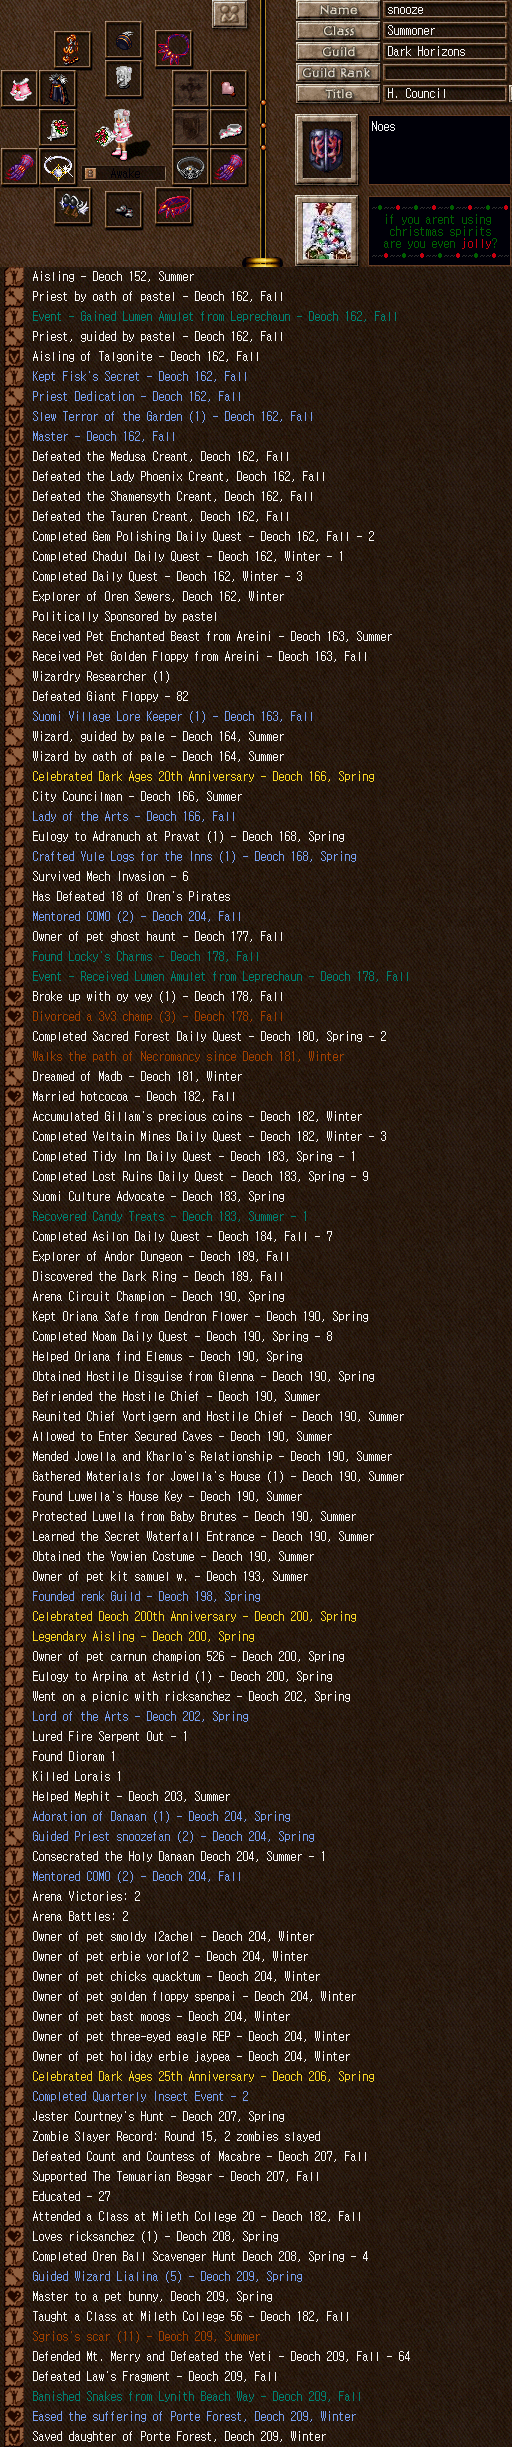 Name snooze
Class Summoner
Guild Dark Horizons
Guild Rank
Title H. Council
Awake
Noes
if you arent using
christmas spirits
are you even jolly?
Aisling - Deoch 152, Summer
Priest by oath of pastel - Deoch 162, Fall
Event - Gained Lumen Amulet from Leprechaun - Deoch 162, Fall
Priest, guided by pastel - Deoch 162, Fall
Aisling of Talgonite - Deoch 162, Fall
Kept Fisk's Secret - Deoch 162, Fall
Priest Dedication - Deoch 162, Fall
Slew Terror of the Garden (1) - Deoch 162, Fall
Master - Deoch 162, Fall
Defeated the Medusa Creant, Deoch 162, Fall
Defeated the Lady Phoenix Creant, Deoch 162, Fall
Defeated the Shamensyth Creant, Deoch 162, Fall
Defeated the Tauren Creant, Deoch 162, Fall
Completed Gem Polishing Daily Quest - Deoch 162, Fall - 2
Completed Chadul Daily Quest - Deoch 162, Winter - 1
Completed Daily Quest - Deoch 162, Winter - 3
Explorer of Oren Sewers, Deoch 162, Winter
Politically Sponsored by pastel
Received Pet Enchanted Beast from Areini - Deoch 163, Summer
Received Pet Golden Floppy from Areini - Deoch 163, Fall
Wizardry Researcher (1)
Defeated Giant Floppy - 82
Suomi Village Lore Keeper (1) - Deoch 163, Fall
Wizard, guided by pale - Deoch 164, Summer
Wizard by oath of pale - Deoch 164, Summer
Celebrated Dark Ages 20th Anniversary - Deoch 166, Spring
City Councilman - Deoch 166, Summer
Lady of the Arts - Deoch 166, Fall
Eulogy to Adranuch at Pravat (1) - Deoch 168, Spring
Crafted Yule Logs for the Inns (1) - Deoch 168, Spring
Survived Mech Invasion - 6
Has Defeated 18 of Oren's Pirates
Mentored COMO (2) - Deoch 204, Fall
Owner of pet ghost haunt - Deoch 177, Fall
Found Locky's Charms - Deoch 178, Fall
Event - Received Lumen Amulet from Leprechaun - Deoch 178, Fall
Broke up with oy vey (1) - Deoch 178, Fall
Divorced a 3v3 champ (3) - Deoch 178, Fall
Completed Sacred Forest Daily Quest - Deoch 180, Spring - 2
Walks the path of Necromancy since Deoch 181, Winter
Dreamed of Madb - Deoch 181, Winter
Married hotcocoa - Deoch 182, Fall
Accumulated Gillam's precious coins - Deoch 182, Winter
Completed Veltain Mines Daily Quest - Deoch 182, Winter - 3
Completed Tidy Inn Daily Quest - Deoch 183, Spring - 1
Completed Lost Ruins Daily Quest - Deoch 183, Spring - 9
Suomi Culture Advocate - Deoch 183, Spring
Recovered Candy Treats - Deoch 183, Summer - 1
Completed Asilon Daily Quest - Deoch 184, Fall - 7
Explorer of Andor Dungeon - Deoch 189, Fall
Discovered the Dark Ring - Deoch 189, Fall
Arena Circuit Champion - Deoch 190, Spring
Kept Oriana Safe from Dendron Flower - Deoch 190, Spring
Completed Noam Daily Quest - Deoch 190, Spring - 8
Helped Oriana find Elemus - Deoch 190, Spring
Obtained Hostile Disguise from Glenna - Deoch 190, Spring
Befriended the Hostile Chief - Deoch 190, Summer
Reunited Chief Vortigern and Hostile Chief - Deoch 190, Summer
Allowed to Enter Secured Caves - Deoch 190, Summer
Mended Jowella and Kharlo's Relationship - Deoch 190, Summer
Gathered Materials for Jowella's House (1) - Deoch 190, Summer
Found Luwella's House Key - Deoch 190, Summer
Protected Luwella from Baby Brutes - Deoch 190, Summer
Learned the Secret Waterfall Entrance - Deoch 190, Summer
Obtained the Yowien Costume - Deoch 190, Summer
Owner of pet kit samuel w. - Deoch 193, Summer
Founded renk Guild - Deoch 198, Spring
Celebrated Deoch 200th Anniversary - Deoch 200, Spring
Legendary Aisling - Deoch 200, Spring
Owner of pet carnun champion 526 - Deoch 200, Spring
Eulogy to Arpina at Astrid (1) - Deoch 200, Spring
Went on a picnic with ricksanchez - Deoch 202, Spring
Lord of the Arts - Deoch 202, Spring
Lured Fire Serpent Out - 1
Found Dioram 1
Killed Lorais 1
Helped Mephit - Deoch 203, Summer
Adoration of Danaan (1) - Deoch 204, Spring
Guided Priest snoozefan (2) - Deoch 204, Spring
Consecrated the Holy Danaan Deoch 204, Summer - 1
Mentored COMO (2) - Deoch 204, Fall
Arena Victories: 2
Arena Battles: 2
Owner of pet smoldy l2achel - Deoch 204, Winter
Owner of pet erbie vorlof2 - Deoch 204, Winter
Owner of pet chicks quacktum - Deoch 204, Winter
Owner of pet golden floppy spenpai - Deoch 204, Winter
Owner of pet bast moogs - Deoch 204, Winter
Owner of pet three-eyed eagle REP - Deoch 204, Winter
Owner of pet holiday erbie jaypea - Deoch 204, Winter
Celebrated Dark Ages 25th Anniversary - Deoch 206, Spring
Completed Quarterly Insect Event - 2
Jester Courtney's Hunt - Deoch 207, Spring
Zombie Slayer Record: Round 15, 2 zombies slayed
Defeated Count and Countess of Macabre - Deoch 207, Fall
Supported The Temuarian Beggar - Deoch 207, Fall
Educated - 27
Attended a Class at Mileth College 20 - Deoch 182, Fall
Loves ricksanchez (1) - Deoch 208, Spring
Completed Oren Ball Scavenger Hunt Deoch 208, Spring - 4
Guided Wizard Lialina (5) - Deoch 209, Spring
Master to a pet bunny, Deoch 209, Spring
Taught a Class at Mileth College 56 - Deoch 182, Fall
Sgrios's scar (11) - Deoch 209, Summer
Defended Mt. Merry and Defeated the Yeti - Deoch 209, Fall - 64
Defeated Law's Fragment - Deoch 209, Fall
Banished Snakes from Lynith Beach Way - Deoch 209, Fall
Eased the suffering of Porte Forest, Deoch 209, Winter
Saved daughter of Porte Forest, Deoch 209, Winter